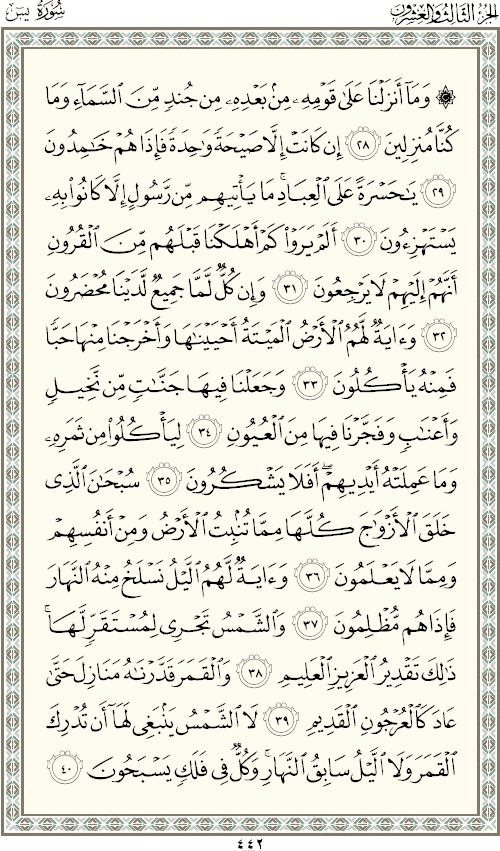 الجزء الثالث والعشرون
سورة يس
۞ وَمَآ أَنزَلْنَا عَلَىٰ قَوْمِهِۦ مِنۢ بَعْدِهِۦ مِن جُندٍ مِّنَ ٱلسَّمَآءِ وَمَا
كُنَّا مُنزِلِينَ ٢٨ إِن كَانَتْ إِلَّا صَيْحَةً وَٰحِدَةً فَإِذَا هُمْ خَٰمِدُونَ
٢٩ يَٰحَسْرَةً عَلَى ٱلْعِبَادِ ۚ مَا يَأْتِيهِم مِّن رَّسُولٍ إِلَّا كَانُوا۟ بِهِۦ
يَسْتَهْزِءُونَ ٣٠ أَلَمْ يَرَوْا۟ كَمْ أَهْلَكْنَا قَبْلَهُم مِّنَ ٱلْقُرُونِ
أَنَّهُمْ إِلَيْهِمْ لَا يَرْجِعُونَ ٣١ وَإِن كُلٌّ لَّمَّا جَمِيعٌ لَّدَيْنَا مُحْضَرُونَ
٣٢ وَءَايَةٌ لَّهُمُ ٱلْأَرْضُ ٱلْمَيْتَةُ أَحْيَيْنَٰهَا وَأَخْرَجْنَا مِنْهَا حَبًّا
فَمِنْهُ يَأْكُلُونَ ٣٣ وَجَعَلْنَا فِيهَا جَنَّٰتٍ مِّن نَّخِيلٍ
وَأَعْنَٰبٍ وَفَجَّرْنَا فِيهَا مِنَ ٱلْعُيُونِ ٣٤ لِيَأْكُلُوا۟ مِن ثَمَرِهِۦ
وَمَا عَمِلَتْهُ أَيْدِيهِمْ ۖ أَفَلَا يَشْكُرُونَ ٣٥ سُبْحَٰنَ ٱلَّذِى
خَلَقَ ٱلْأَزْوَٰجَ كُلَّهَا مِمَّا تُنۢبِتُ ٱلْأَرْضُ وَمِنْ أَنفُسِهِمْ
وَمِمَّا لَا يَعْلَمُونَ ٣٦ وَءَايَةٌ لَّهُمُ ٱلَّيْلُ نَسْلَخُ مِنْهُ ٱلنَّهَارَ
فَإِذَا هُم مُّظْلِمُونَ ٣٧ وَٱلشَّمْسُ تَجْرِى لِمُسْتَقَرٍّ لَّهَا ۚ
ذَٰلِكَ تَقْدِيرُ ٱلْعَزِيزِ ٱلْعَلِيمِ ٣٨ وَٱلْقَمَرَ قَدَّرْنَٰهُ مَنَازِلَ حَتَّىٰ
عَادَ كَٱلْعُرْجُونِ ٱلْقَدِيمِ ٣٩ لَا ٱلشَّمْسُ يَنۢبَغِى لَهَآ أَن تُدْرِكَ
ٱلْقَمَرَ وَلَا ٱلَّيْلُ سَابِقُ ٱلنَّهَارِ ۚ وَكُلٌّ فِى فَلَكٍ يَسْبَحُونَ ٤٠
٤٤٢